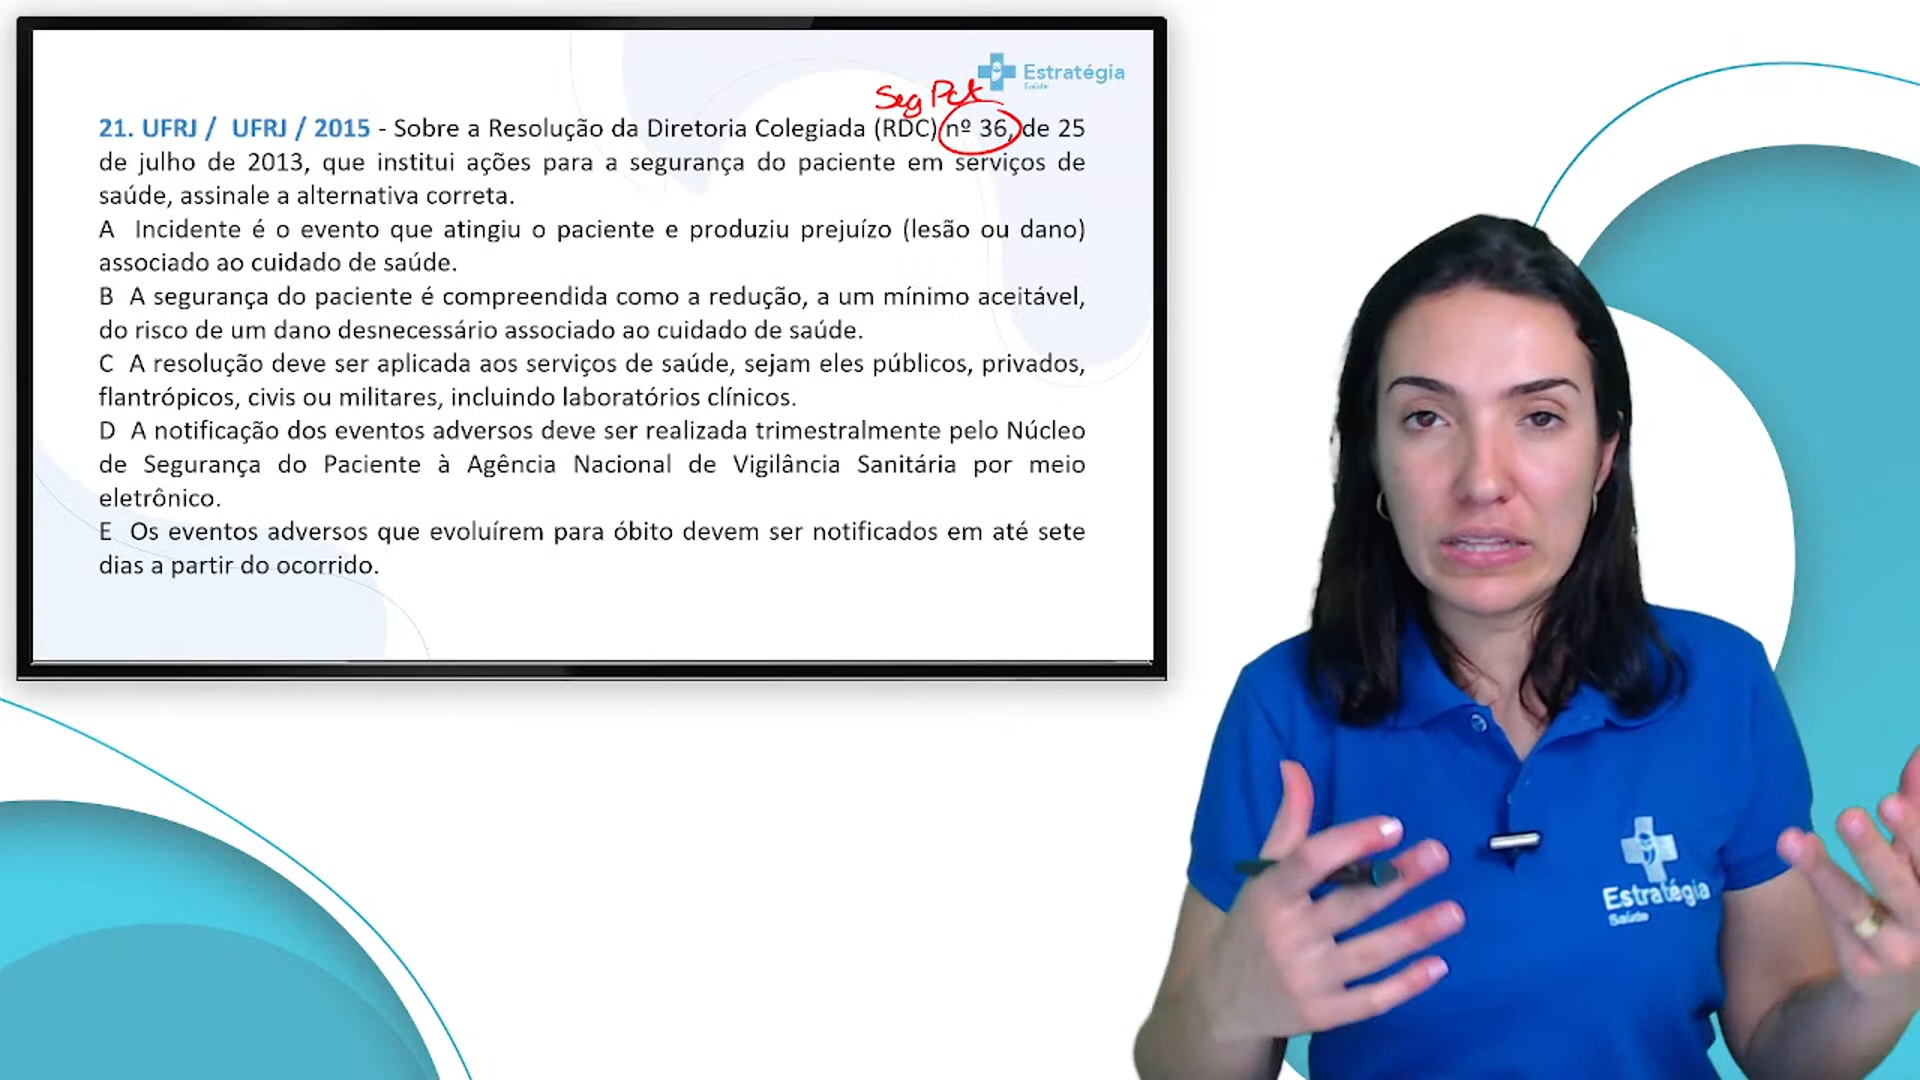 Estratégia
Saúde
Seg Pct
21. UFRJ / UFRJ / 2015 - Sobre a Resolução da Diretoria Colegiada (RDC) nº 36, de 25
de julho de 2013, que institui ações para a segurança do paciente em serviços de
saúde, assinale a alternativa correta.
A Incidente é o evento que atingiu o paciente e produziu prejuízo (lesão ou dano)
associado ao cuidado de saúde.
B A segurança do paciente é compreendida como a redução, a um mínimo aceitável,
do risco de um dano desnecessário associado ao cuidado de saúde.
C A resolução deve ser aplicada aos serviços de saúde, sejam eles públicos, privados,
flantrópicos, civis ou militares, incluindo laboratórios clínicos.
D A notificação dos eventos adversos deve ser realizada trimestralmente pelo Núcleo
de Segurança do Paciente à Agência Nacional de Vigilância Sanitária por meio
eletrônico.
E Os eventos adversos que evoluírem para óbito devem ser notificados em até sete
dias a partir do ocorrido.
Estratégia
Saúde